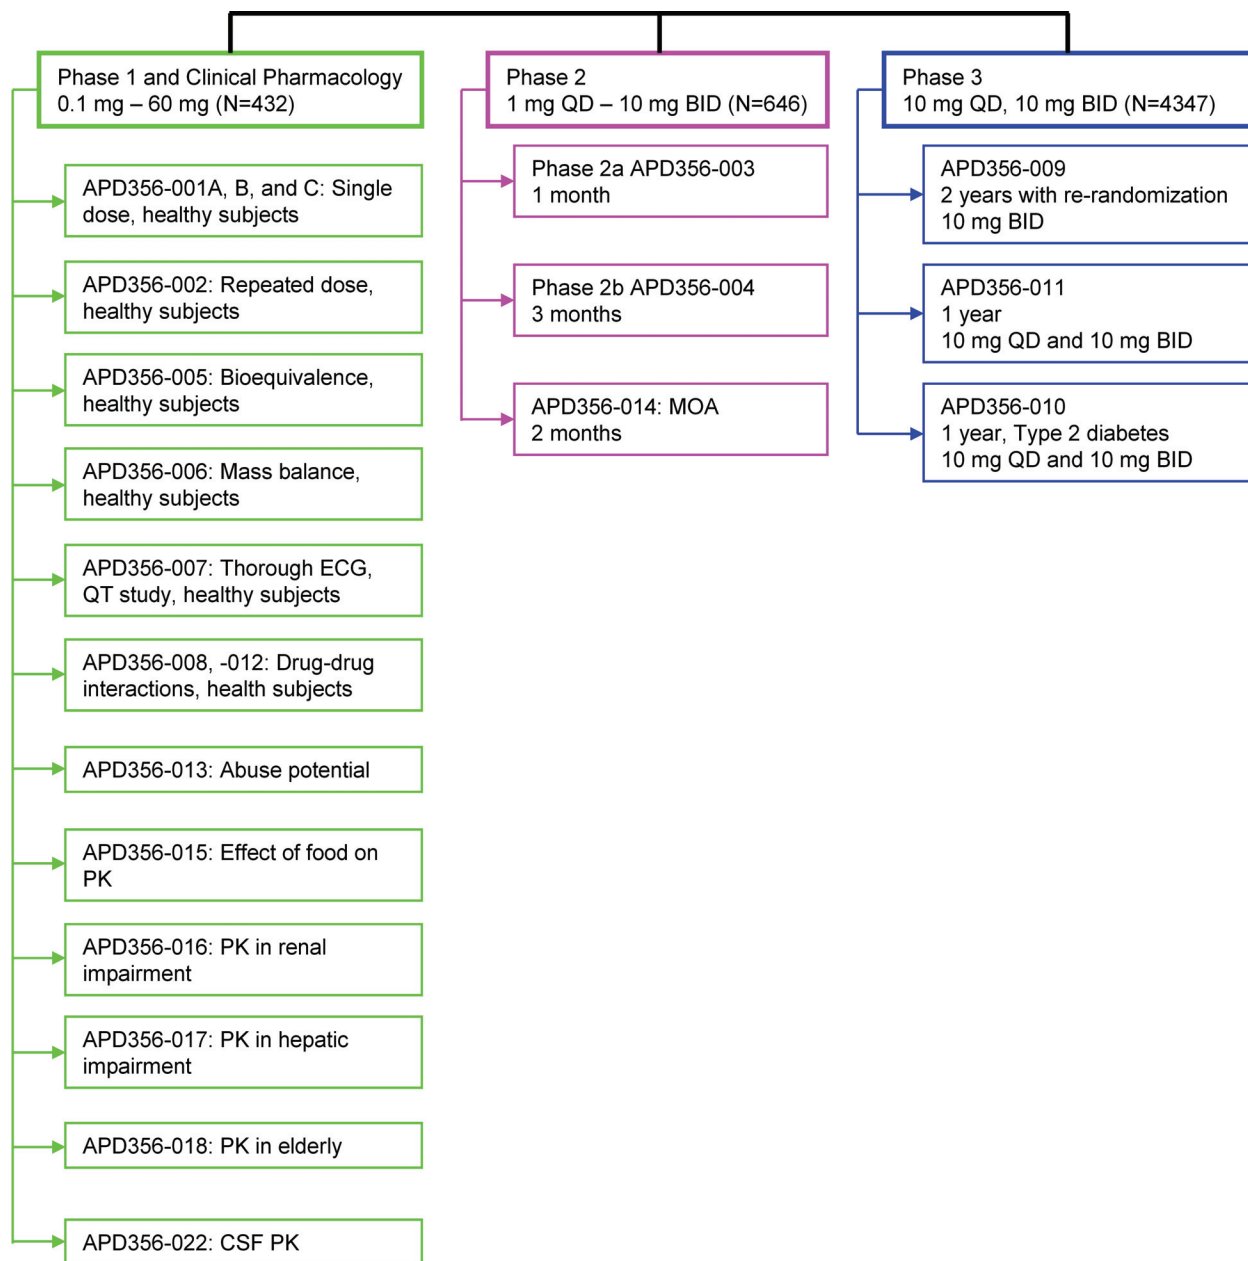 Phase 1 and Clinical Pharmacology
0.1 mg – 60 mg (N=432)
APD356-001A, B, and C: Single
dose, healthy subjects
APD356-002: Repeated dose,
healthy subjects
APD356-005: Bioequivalence,
healthy subjects
APD356-006: Mass balance,
healthy subjects
APD356-007: Thorough ECG,
QT study, healthy subjects
APD356-008, -012: Drug-drug
interactions, health subjects
APD356-013: Abuse potential
APD356-015: Effect of food on
PK
APD356-016: PK in renal
impairment
APD356-017: PK in hepatic
impairment
APD356-018: PK in elderly
APD356-022: CSF PK
Phase 2
1 mg QD – 10 mg BID (N=646)
Phase 2a APD356-003
1 month
Phase 2b APD356-004
3 months
APD356-014: MOA
2 months
Phase 3
10 mg QD, 10 mg BID (N=4347)
APD356-009
2 years with re-randomization
10 mg BID
APD356-011
1 year
10 mg QD and 10 mg BID
APD356-010
1 year, Type 2 diabetes
10 mg QD and 10 mg BID